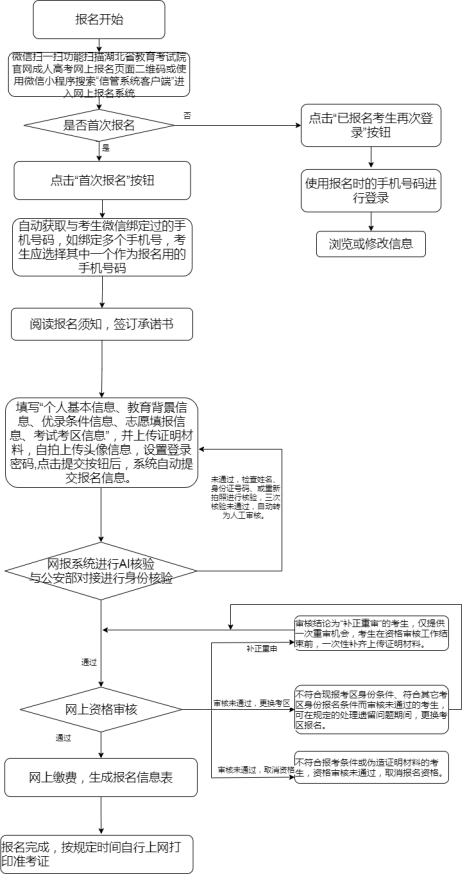 报名开始
微信扫一扫功能扫描湖北省教育考试院
官网成人高考网上报名页面二维码或使
用微信小程序搜索“信管系统客户端”进
入网上报名系统
是否首次报名
否
是
点击“已报名考生再次登
录”按钮
点击“首次报名”按钮
使用报名时的手机号码进
行登录
自动获取与考生微信绑定过的手
机号码，如绑定多个手机号，考
生应选择其中一个作为报名用的
手机号码
浏览或修改信息
阅读报名须知，签订承诺书
填写“个人基本信息、教育背景信
息、优录条件信息、志愿填报信
息、考试考区信息”，并上传证明材
料，自拍上传头像信息，设置登录
密码,点击提交按钮后，系统自动提
交报名信息。
未通过，检查姓名、
身份证号码、或重新
拍照进行核验，三次
核验未通过，自动转
为人工审核。
网报系统进行AI核验
与公安部对接进行身份核验
审核结论为“补正重审”的考生，仅提供
一次重审机会，考生在资格审核工作结
束前，一次性补齐上传证明材料。
补正重审
通过
网上资格审核
审核未通过，更换考区
不符合现报考区身份条件、符合其它考
区身份报名条件而审核未通过的考生，
可在规定的处理遗留问题期间，更换考
区报名。
通过
网上缴费，生成报名信息表
审核未通过，取消资格
不符合报考条件或伪造证明材料的考
生，资格审核未通过，取消报名资格。
报名完成，按规定时间自行上网打
印准考证